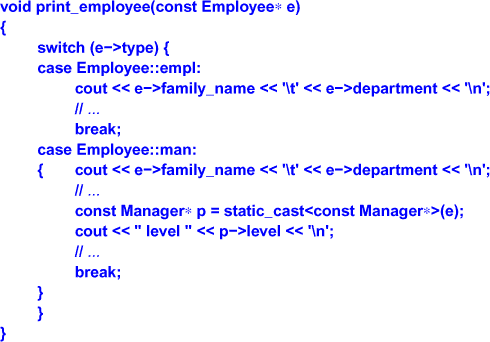 void print_employee(const Employee∗ e)
{
switch (e−>type) {
case Employee::empl:
cout << e−>family_name << '\t' << e−>department << '\n';
// ...
break;
case Employee::man:
{ cout << e−>family_name << '\t' << e−>department << '\n';
// ...
const Manager∗ p = static_cast<const Manager∗>(e);
cout << " level " << p−>level << '\n';
// ...
break;
}
}
}